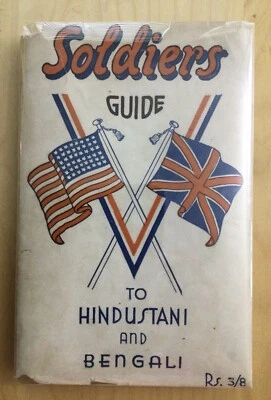 Soldiers
GUIDE
TO
HINDUSTANI
AND
BENGALI
Rs. 3/8